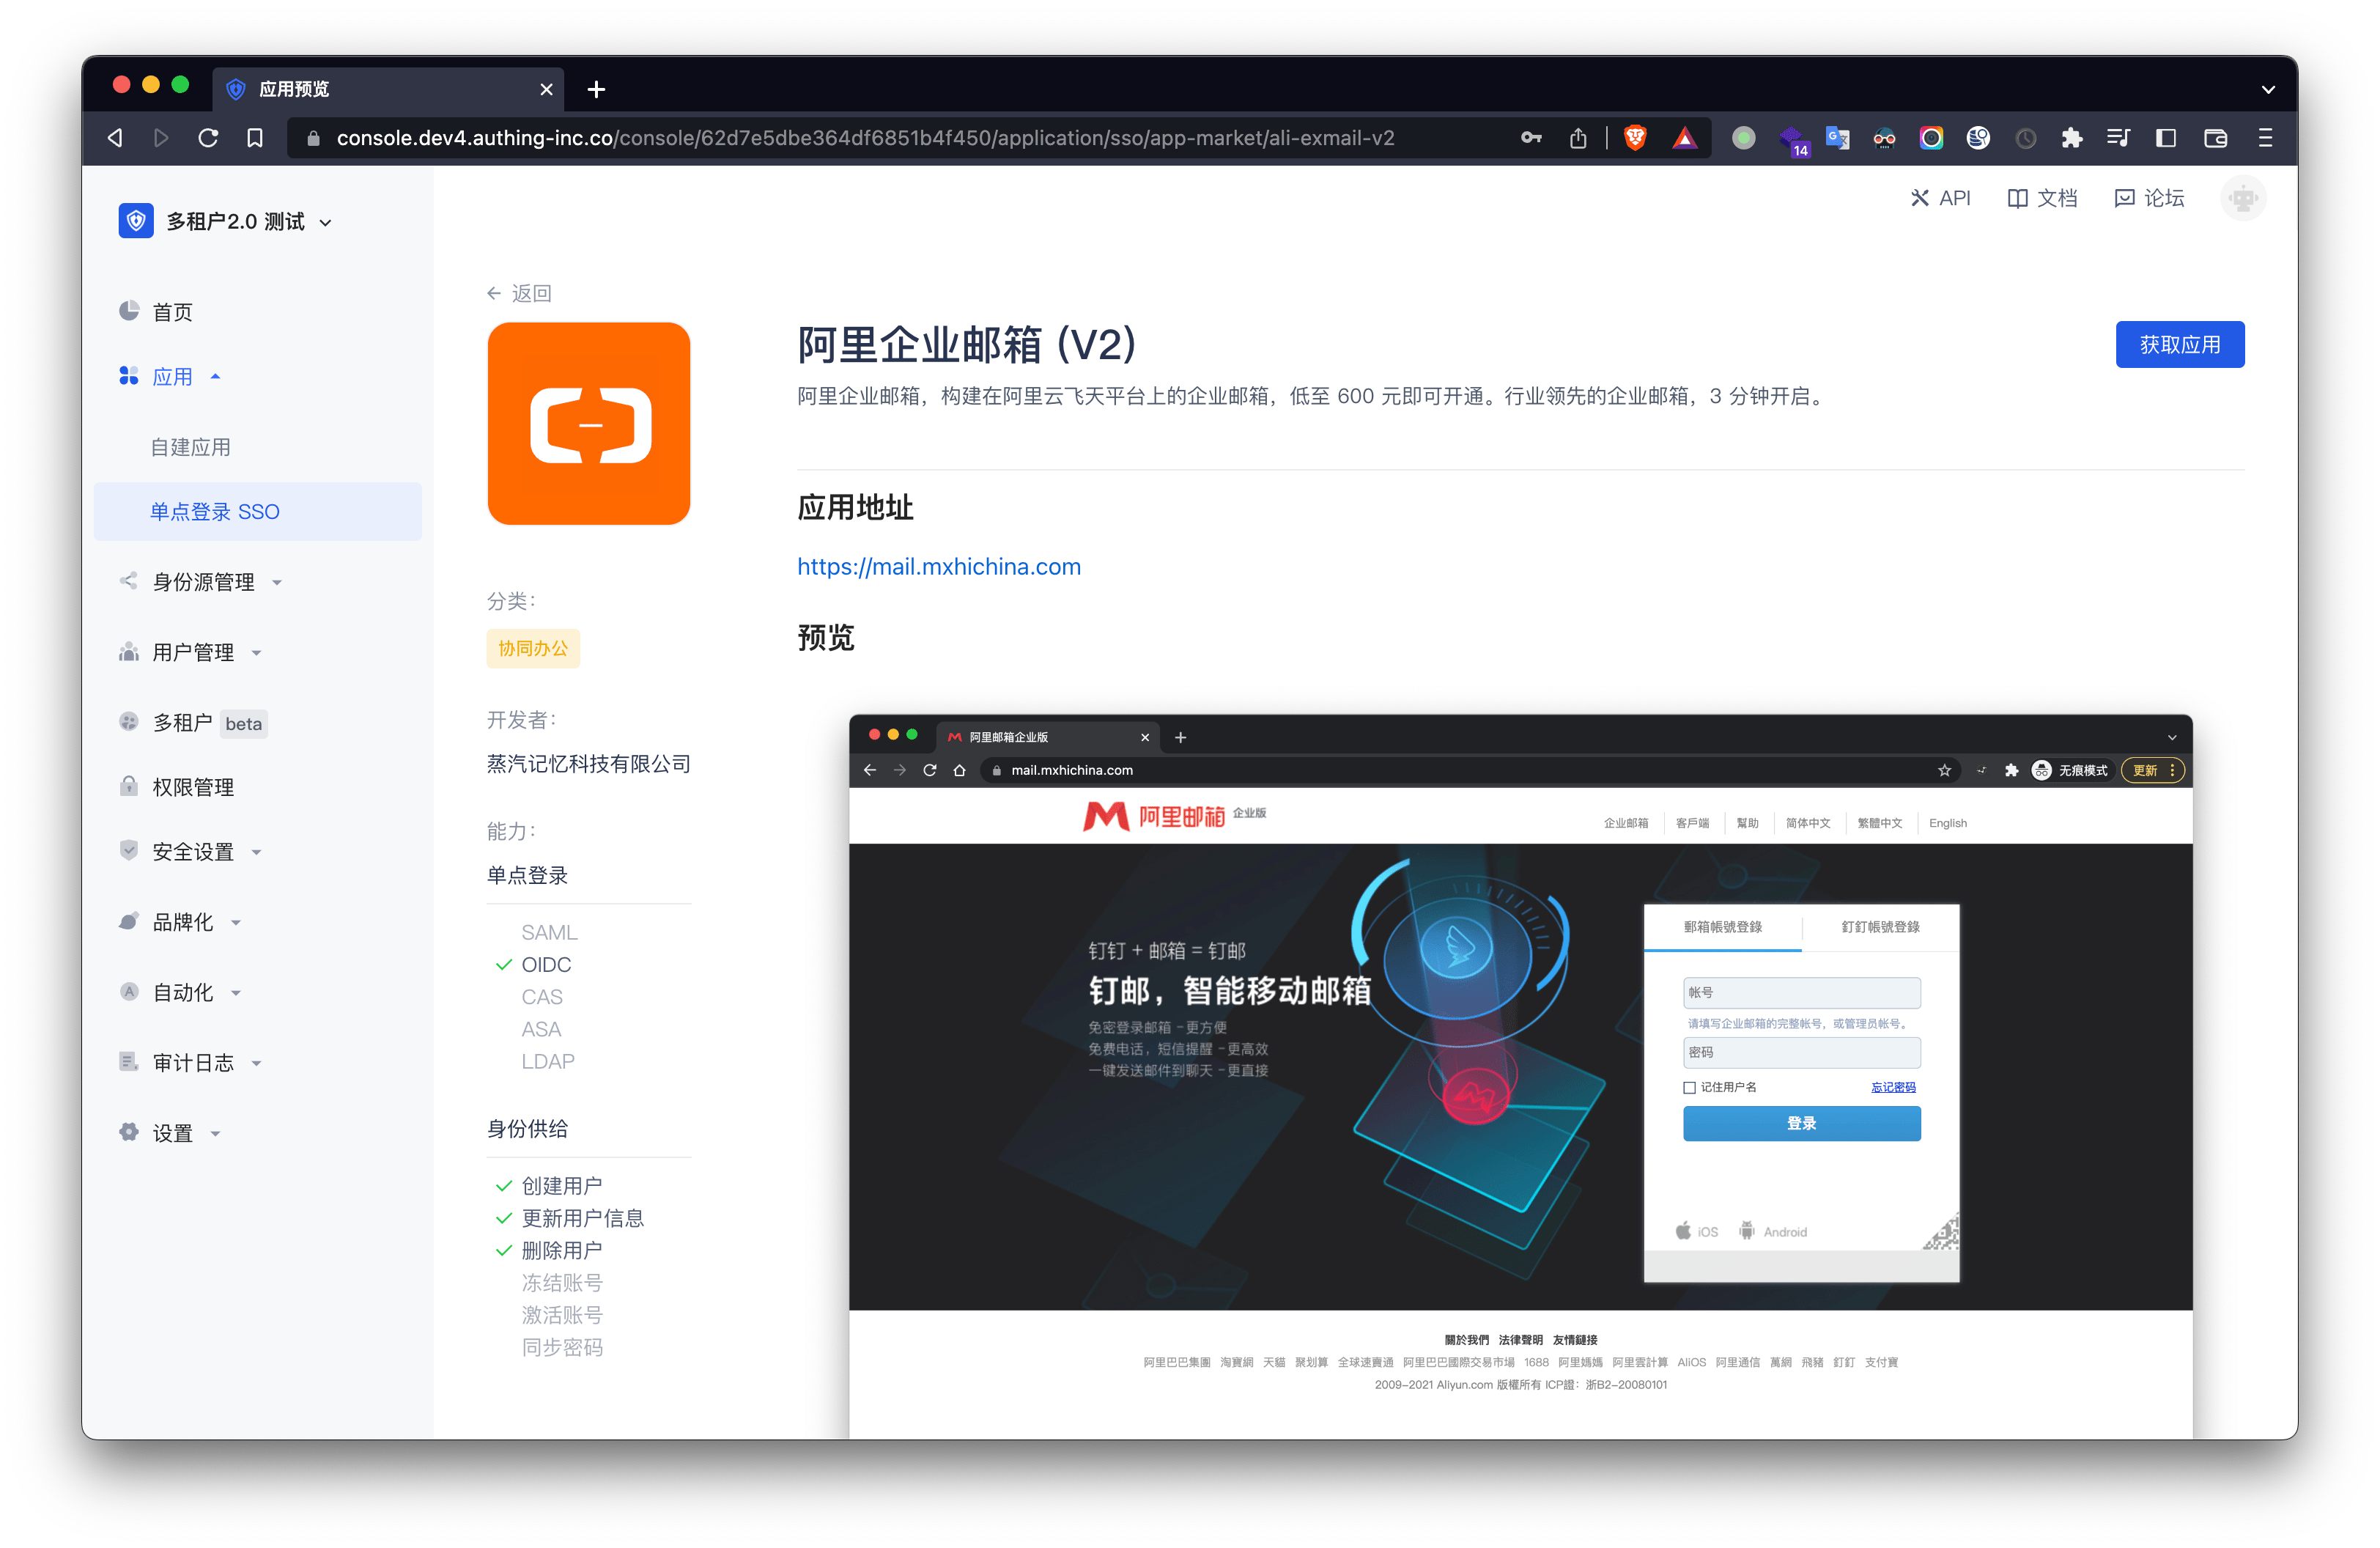 应用预览
console.dev4.authing-inc.co/console/62d7e5dbe364df6851b4f450/application/sso/app-market/ali-exmail-v2
14
多租户2.0 测试
API 文档 论坛
首页
应用
自建应用
单点登录 SSO
身份源管理
用户管理
多租户 beta
权限管理
安全设置
品牌化
自动化
审计日志
设置
返回
分类：
协同办公
开发者：
蒸汽记忆科技有限公司
能力：
单点登录
SAML
OIDC
CAS
ASA
LDAP
身份供给
创建用户
更新用户信息
删除用户
冻结账号
激活账号
同步密码
阿里企业邮箱 (V2)
获取应用
阿里企业邮箱，构建在阿里云飞天平台上的企业邮箱，低至 600 元即可开通。行业领先的企业邮箱，3 分钟开启。
应用地址
https://mail.mxhichina.com
预览
阿里邮箱企业版
mail.mxhichina.com 无痕模式 更新
阿里邮箱 企业版
企业邮箱 客戶端 幫助 简体中文 繁體中文 English
钉钉 + 邮箱 = 钉邮
钉邮，智能移动邮箱
免密登录邮箱 - 更方便
免费电话，短信提醒 - 更高效
一键发送邮件到聊天 - 更直接
郵箱帳號登錄 釘釘帳號登錄
帐号
请填写企业邮箱的完整帐号，或管理员帐号。
密码
记住用户名 忘记密码
登录
iOS Android
關於我們 法律聲明 友情鏈接
阿里巴巴集團 淘寶網 天貓 聚划算 全球速賣通 阿里巴巴國際交易市場 1688 阿里媽媽 阿里雲計算 AliOS 阿里通信 萬網 飛豬 釘釘 支付寶
2009-2021 Aliyun.com 版權所有 ICP證：浙B2-20080101